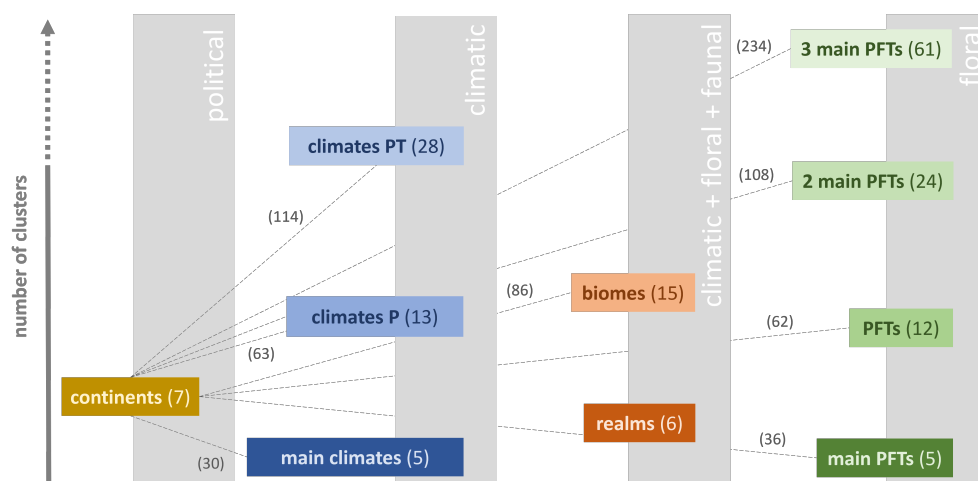 number of clusters
political
climatic
climatic + floral + faunal
floral
(234)
3 main PFTs (61)
climates PT (28)
(108)
2 main PFTs (24)
(114)
(86)
biomes (15)
climates P (13)
(62)
PFTs (12)
(63)
continents (7)
realms (6)
(36)
(30)
main climates (5)
main PFTs (5)